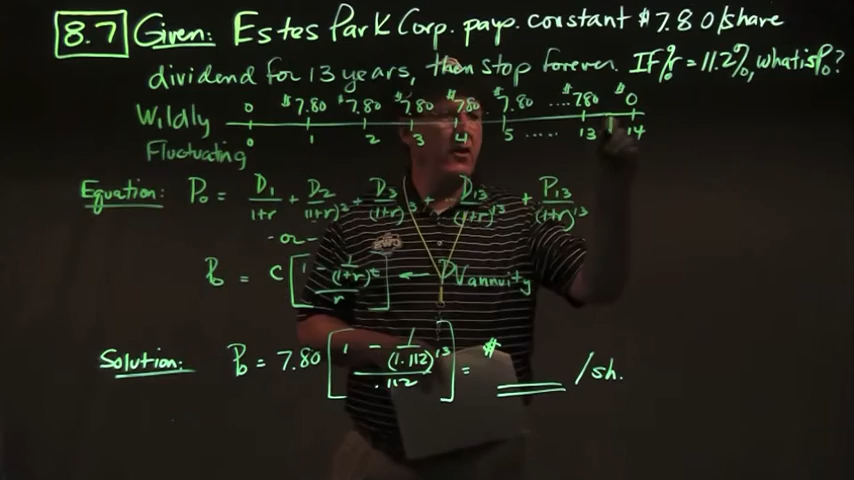 8.7 Given: Estes Park Corp. pays constant $7.80/share
dividend for 13 years, then stop forever. If r = 11.2%, what is P₀?
0 $7.80 $7.80 $7.80 $7.80 $7.80 .... $780 $0
Wildly
0 1 2 3 4 5 ..... 13 14
Fluctuating
Equation: P₀ = D₁/1+r + D₂/(1+r)² + D₃/(1+r)³ + - D₁₃/(1+r)¹³ + P₁₃/(1+r)¹³
- or -
P₀ = C [1 - 1/(1+r)ᵗ / r] ← PVannuity
Solution: P₀ = 7.80 [1 - 1/(1.112)¹³ / .112] = $ ____ /sh.